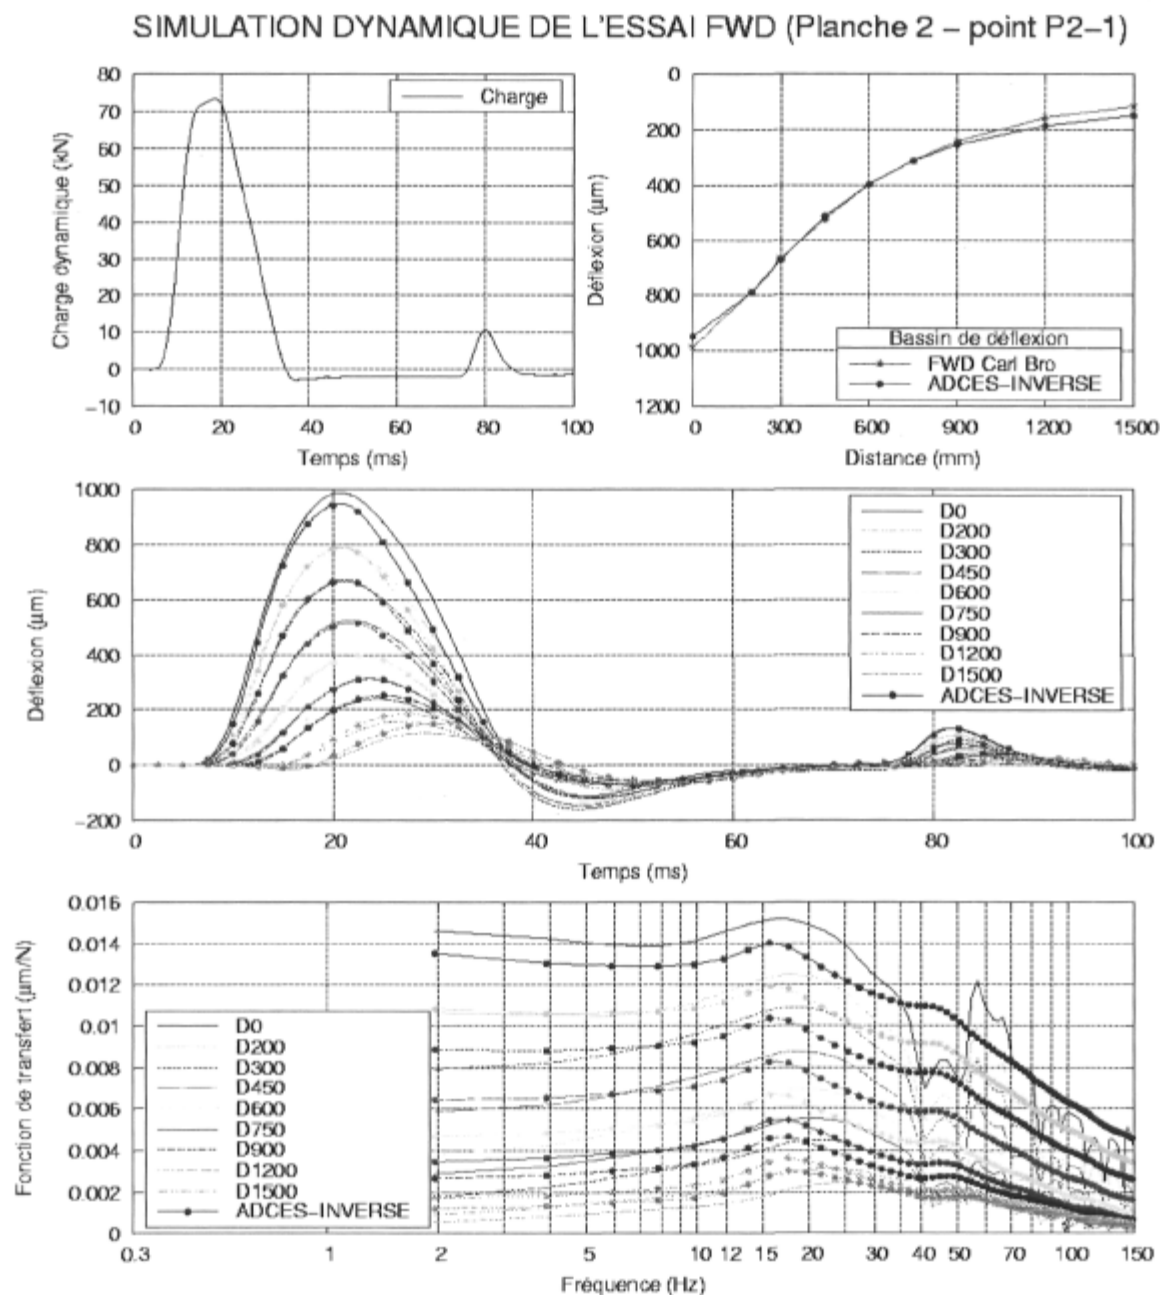 SIMULATION DYNAMIQUE DE L'ESSAI FWD (Planche 2 – point P2–1)
80
70
60
50
40
30
20
10
0
−10
Charge dynamique (kN)
Charge
0 20 40 60 80 100
Temps (ms)
0
200
400
600
800
1000
1200
Déflexion (µm)
Bassin de déflexion
FWD Carl Bro
ADCES–INVERSE
0 300 600 900 1200 1500
Distance (mm)
1000
800
600
400
200
0
−200
Déflexion (µm)
D0
D200
D300
D450
D600
D750
D900
D1200
D1500
ADCES–INVERSE
0 20 40 60 80 100
Temps (ms)
0.016
0.014
0.012
0.01
0.008
0.006
0.004
0.002
0
Fonction de transfert (µm/N)
D0
D200
D300
D450
D600
D750
D900
D1200
D1500
ADCES–INVERSE
0.3 1 2 5 10 12 15 20 30 40 50 70 100 150
Fréquence (Hz)